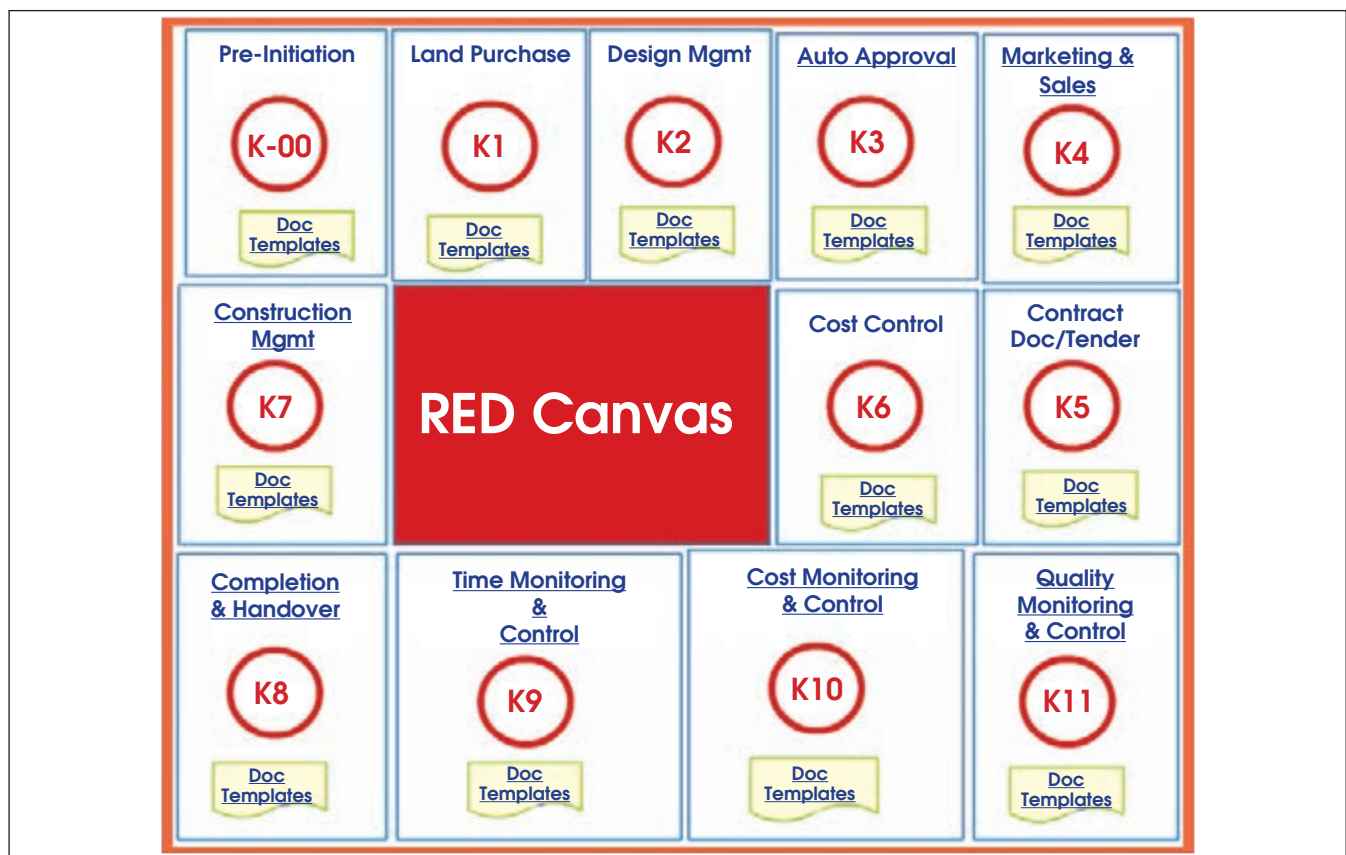 Pre-Initiation
K-00
Doc
Templates
Land Purchase
K1
Doc
Templates
Design Mgmt
K2
Doc
Templates
Auto Approval
K3
Doc
Templates
Marketing &
Sales
K4
Doc
Templates
Construction
Mgmt
K7
Doc
Templates
RED Canvas
Cost Control
K6
Doc
Templates
Contract
Doc/Tender
K5
Doc
Templates
Completion
& Handover
K8
Doc
Templates
Time Monitoring
&
Control
K9
Doc
Templates
Cost Monitoring
& Control
K10
Doc
Templates
Quality
Monitoring
& Control
K11
Doc
Templates